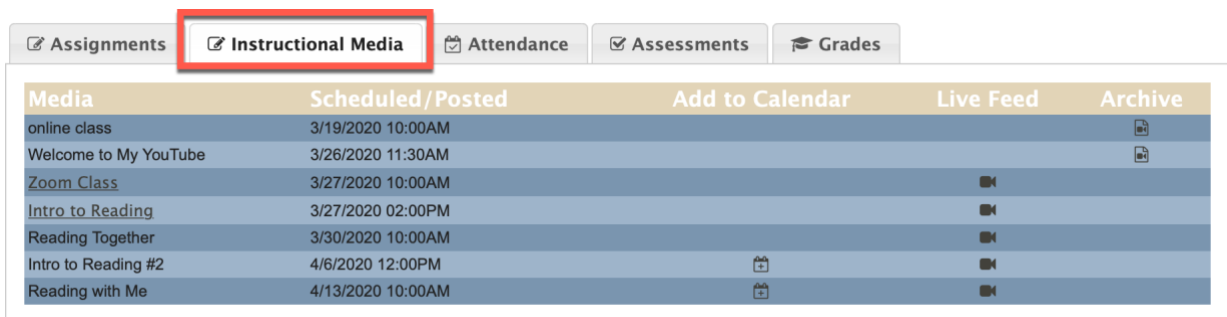 Assignments Instructional Media Attendance Assessments Grades
Media Scheduled/Posted Add to Calendar Live Feed Archive
online class 3/19/2020 10:00AM
Welcome to My YouTube 3/26/2020 11:30AM
Zoom Class 3/27/2020 10:00AM
Intro to Reading 3/27/2020 02:00PM
Reading Together 3/30/2020 10:00AM
Intro to Reading #2 4/6/2020 12:00PM
Reading with Me 4/13/2020 10:00AM